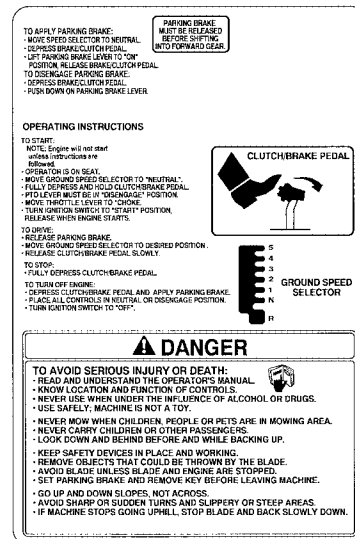 PARKING BRAKE
MUST BE RELEASED
BEFORE SHIFTING
INTO FORWARD GEAR.
TO APPLY PARKING BRAKE:
- MOVE SPEED SELECTOR TO NEUTRAL.
- DEPRESS BRAKE/CLUTCH PEDAL.
- LIFT PARKING BRAKE LEVER TO "ON"
POSITION, RELEASE BRAKE/CLUTCH PEDAL.
TO DISENGAGE PARKING BRAKE:
- DEPRESS BRAKE/CLUTCH PEDAL.
- PUSH DOWN ON PARKING BRAKE LEVER.
OPERATING INSTRUCTIONS
TO START:
NOTE: Engine will not start
unless instructions are
followed.
- OPERATOR IS ON SEAT.
- MOVE GROUND SPEED SELECTOR TO "NEUTRAL".
- FULLY DEPRESS AND HOLD CLUTCH/BRAKE PEDAL.
- PTO LEVER MUST BE IN "DISENGAGE" POSITION.
- MOVE THROTTLE LEVER TO "CHOKE.
- TURN IGNITION SWITCH TO "START" POSITION,
RELEASE WHEN ENGINE STARTS.
TO DRIVE:
- RELEASE PARKING BRAKE.
- MOVE GROUND SPEED SELECTOR TO DESIRED POSITION.
- RELEASE CLUTCH/BRAKE PEDAL SLOWLY.
TO STOP:
- FULLY DEPRESS CLUTCH/BRAKE PEDAL.
TO TURN OFF ENGINE:
- DEPRESS CLUTCH/BRAKE PEDAL AND APPLY PARKING BRAKE.
- PLACE ALL CONTROLS IN NEUTRAL OR DISENGAGE POSITION.
- TURN IGNITION SWITCH TO "OFF".
CLUTCH/BRAKE PEDAL
5
4
3
2
1
N
R
GROUND SPEED
SELECTOR
DANGER
TO AVOID SERIOUS INJURY OR DEATH:
- READ AND UNDERSTAND THE OPERATOR'S MANUAL.
- KNOW LOCATION AND FUNCTION OF CONTROLS.
- NEVER USE WHEN UNDER THE INFLUENCE OF ALCOHOL OR DRUGS.
- USE SAFELY; MACHINE IS NOT A TOY.
- NEVER MOW WHEN CHILDREN, PEOPLE OR PETS ARE IN MOWING AREA.
- NEVER CARRY CHILDREN OR OTHER PASSENGERS.
- LOOK DOWN AND BEHIND BEFORE AND WHILE BACKING UP.
- KEEP SAFETY DEVICES IN PLACE AND WORKING.
- REMOVE OBJECTS THAT COULD BE THROWN BY THE BLADE.
- AVOID BLADE UNLESS BLADE AND ENGINE ARE STOPPED.
- SET PARKING BRAKE AND REMOVE KEY BEFORE LEAVING MACHINE.
- GO UP AND DOWN SLOPES, NOT ACROSS.
- AVOID SHARP OR SUDDEN TURNS AND SLIPPERY OR STEEP AREAS.
- IF MACHINE STOPS GOING UPHILL, STOP BLADE AND BACK SLOWLY DOWN.